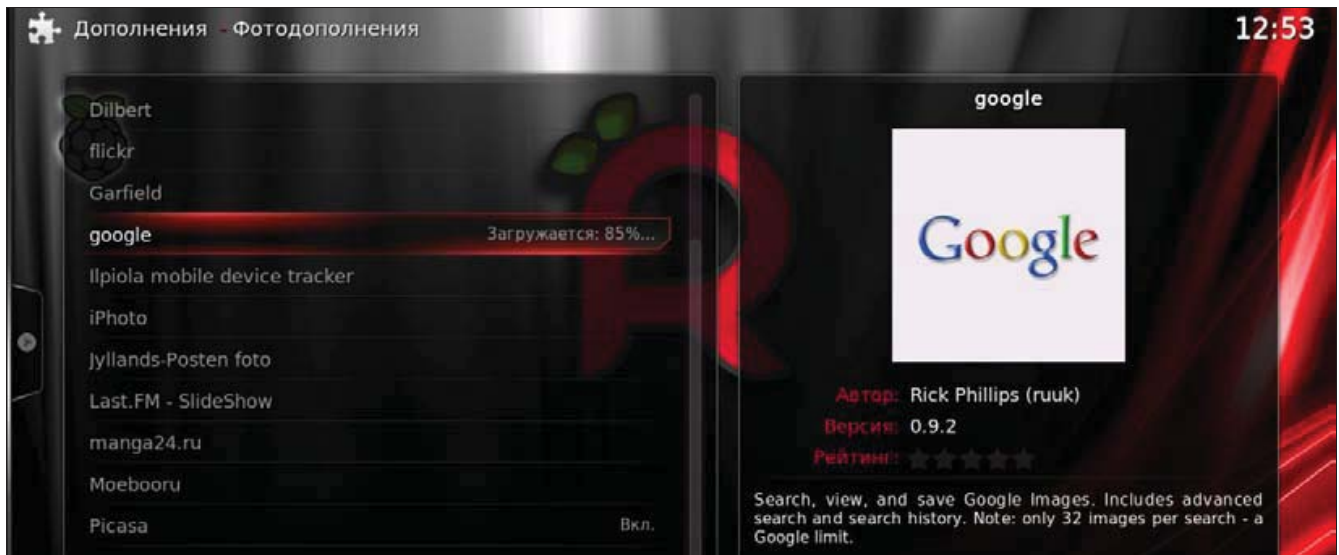 Дополнения - Фотодополнения
12:53
Dilbert
flickr
Garfield
google Загружается: 85%...
Ilpiola mobile device tracker
iPhoto
Jyllands-Posten foto
Last.FM - SlideShow
manga24.ru
Moebooru
Picasa Вкл.
google
Google
Автор: Rick Phillips (ruuk)
Версия: 0.9.2
Рейтинг:
Search, view, and save Google Images. Includes advanced
search and search history. Note: only 32 images per search - a
Google limit.